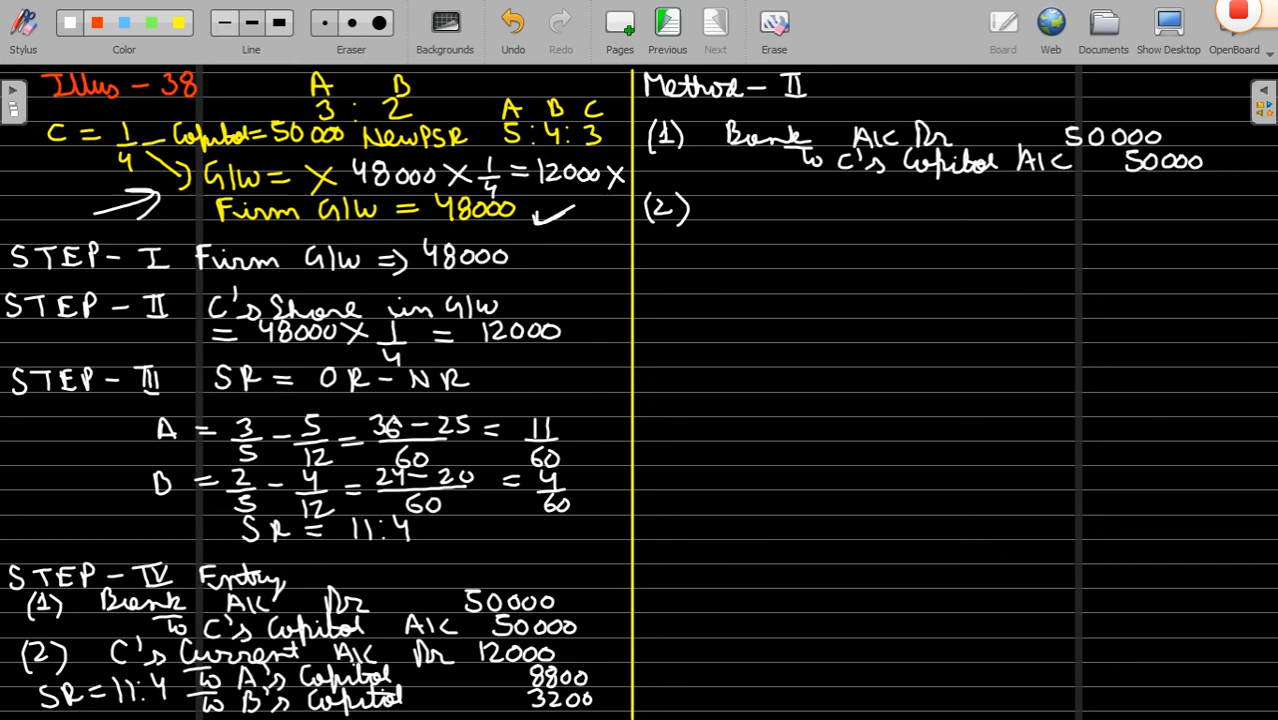 Stylus Color Line Eraser Backgrounds Undo Redo Pages Previous Next Erase Board Web Documents Show Desktop OpenBoard
Illus - 38
A B
3 : 2
C = 1/4 Capital = 50000 New PSR
A B C
5 : 4 : 3
G/W = X 48000 X 1/4 = 12000 X
Firm G/W = 48000 ✓
STEP - I Firm G/W => 48000
STEP - II C's Share in G/W
= 48000 X 1/4 = 12000
STEP - III SR = OR - NR
A = 3/5 - 5/12 = 36 - 25/60 = 11/60
B = 2/5 - 4/12 = 24 - 20/60 = 4/60
SR = 11:4
STEP - IV Entry
(1) Bank A/C Dr 50000
To C's Capital A/C 50000
(2) C's Current A/C Dr 12000
To A's Capital 8800
SR = 11:4 To B's Capital 3200
Method - II
(1) Bank A/C Dr 50000
To C's Capital A/C 50000
(2)